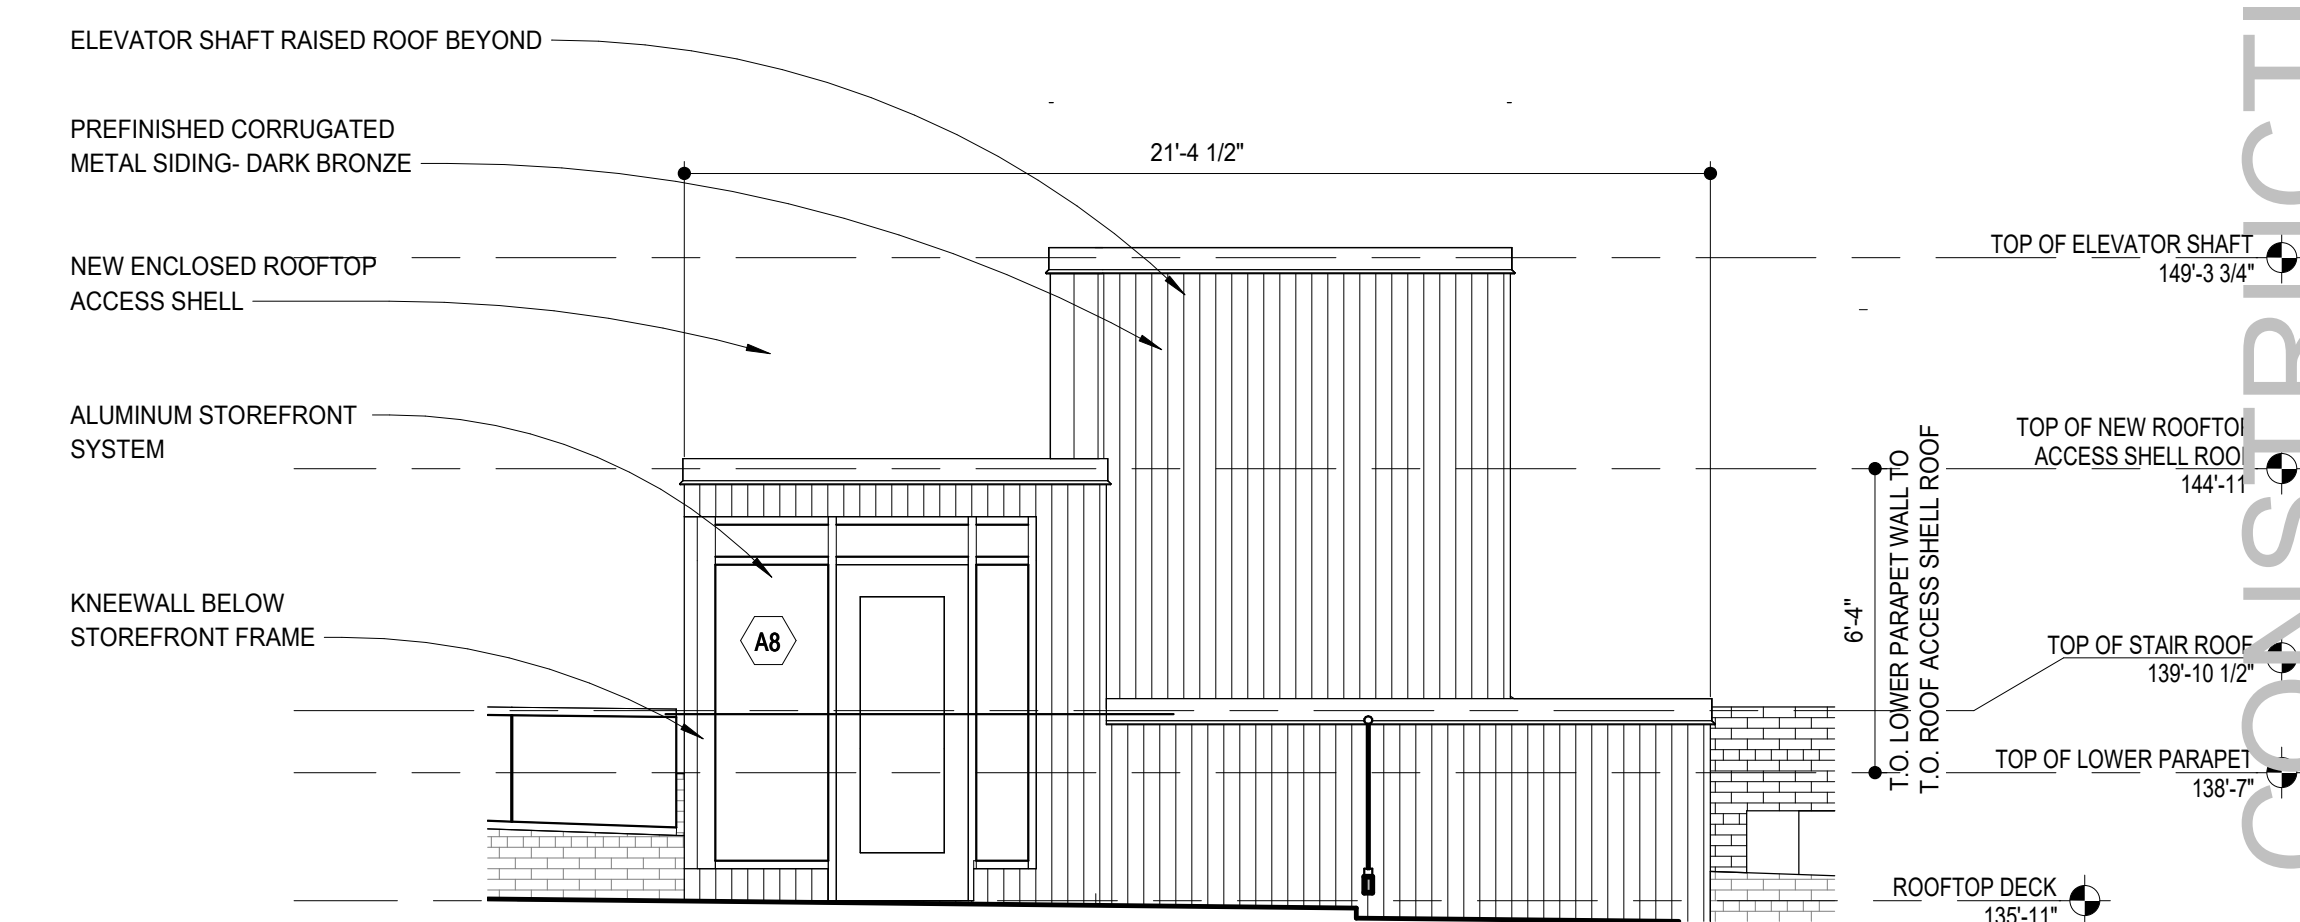 ELEVATOR SHAFT RAISED ROOF BEYOND
PREFINISHED CORRUGATED
METAL SIDING- DARK BRONZE
NEW ENCLOSED ROOFTOP
ACCESS SHELL
ALUMINUM STOREFRONT
SYSTEM
KNEEWALL BELOW
STOREFRONT FRAME
21'-4 1/2"
A8
6'-4"
T.O. LOWER PARAPET WALL TO
T.O. ROOF ACCESS SHELL ROOF
TOP OF ELEVATOR SHAFT
149'-3 3/4"
TOP OF NEW ROOFTOP
ACCESS SHELL ROOF
144'-11"
TOP OF STAIR ROOF
139'-10 1/2"
TOP OF LOWER PARAPET
138'-7"
ROOFTOP DECK
135'-11"